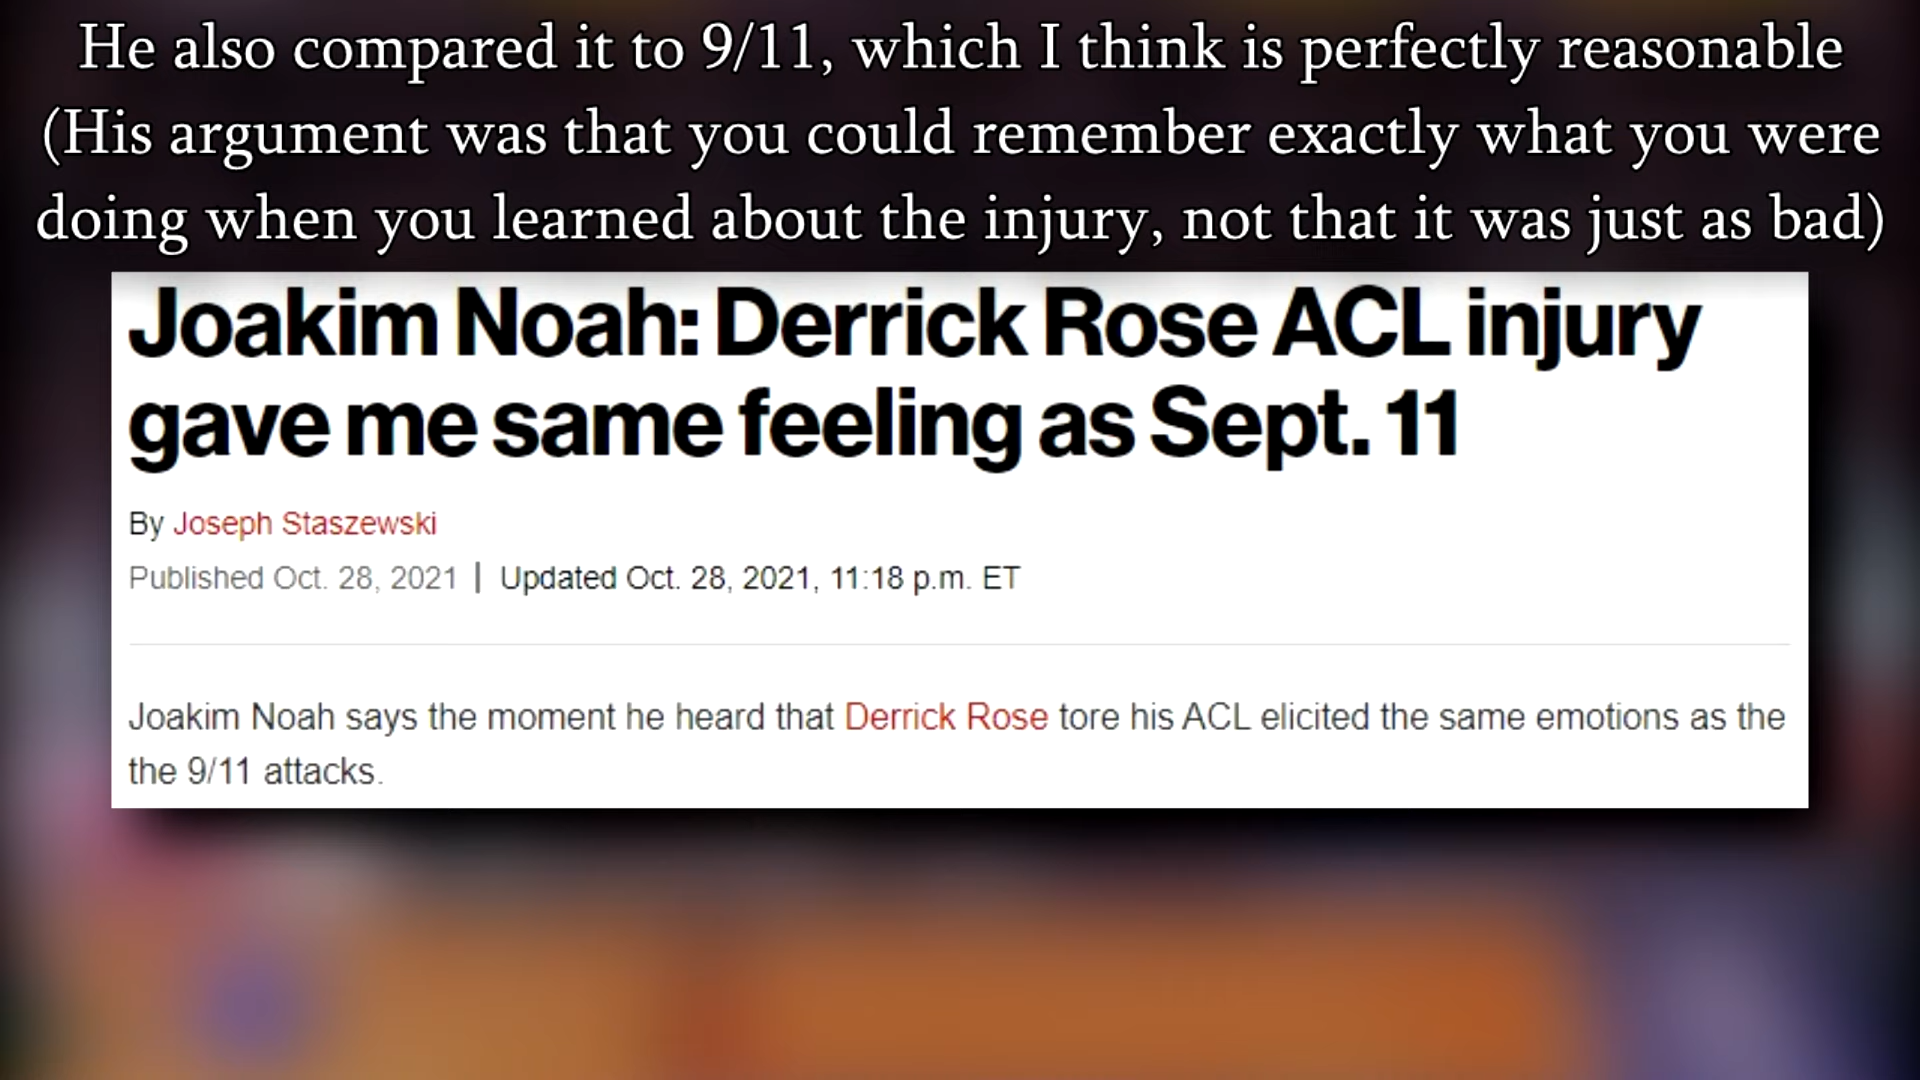 He also compared it to 9/11, which I think is perfectly reasonable
(His argument was that you could remember exactly what you were
doing when you learned about the injury, not that it was just as bad)
Joakim Noah: Derrick Rose ACL injury
gave me same feeling as Sept. 11
By Joseph Staszewski
Published Oct. 28, 2021 | Updated Oct. 28, 2021, 11:18 p.m. ET
Joakim Noah says the moment he heard that Derrick Rose tore his ACL elicited the same emotions as the
the 9/11 attacks.